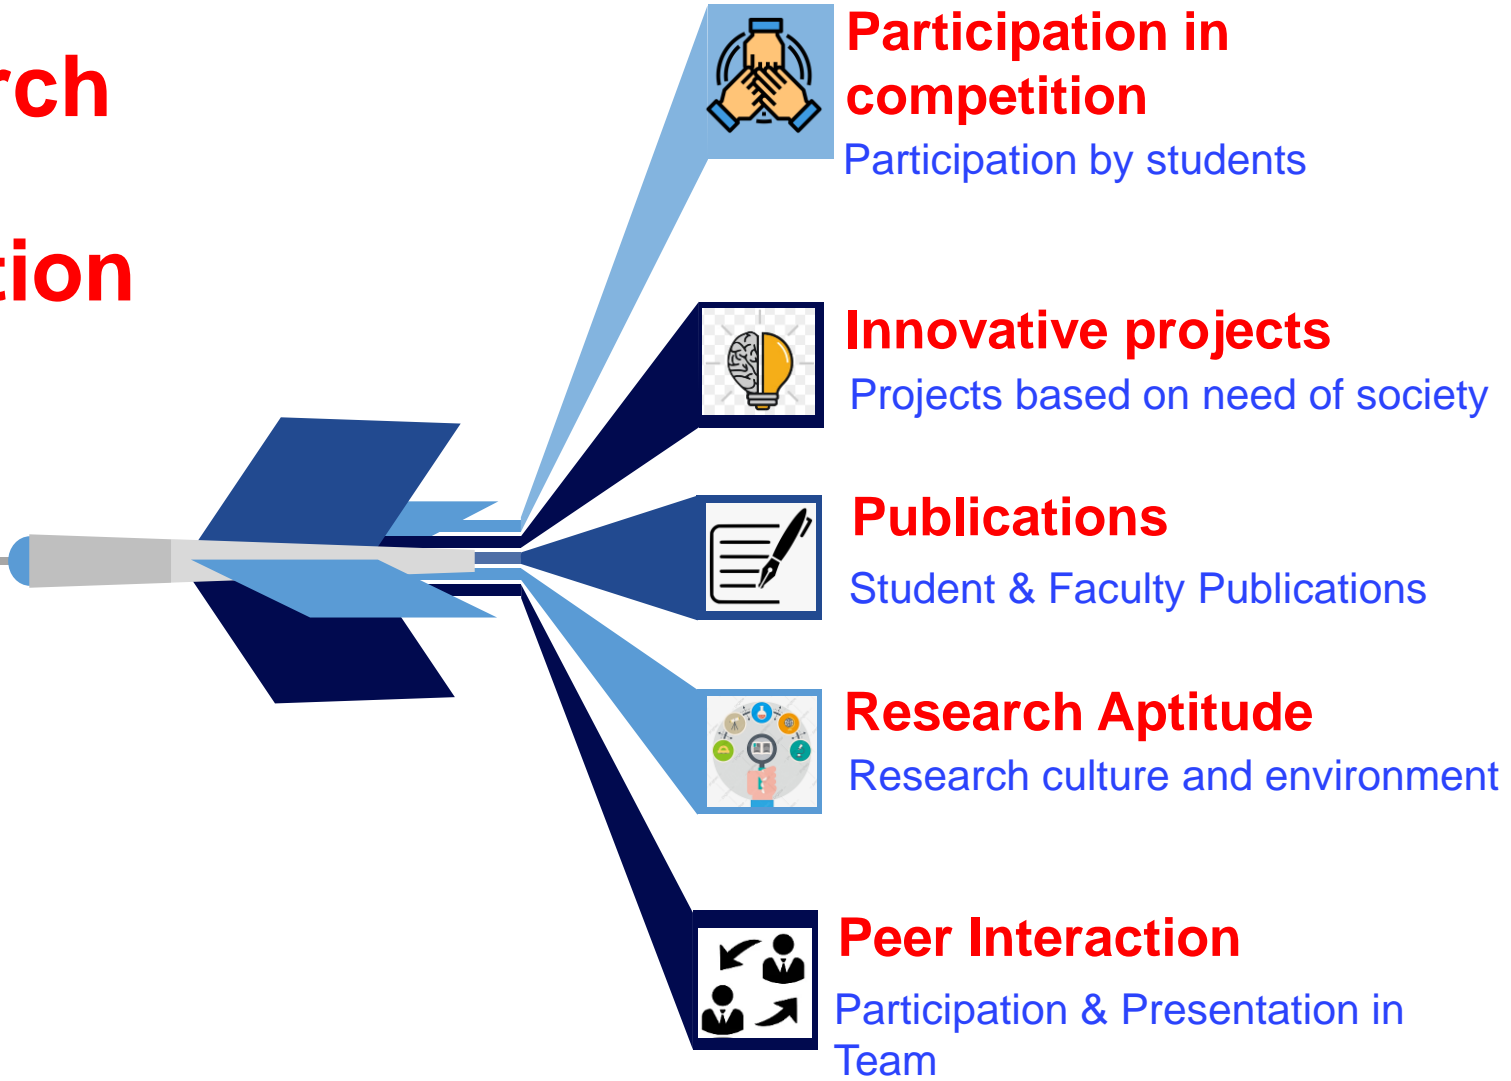 rch
tion
Participation in
competition
Participation by students
Innovative projects
Projects based on need of society
Publications
Student & Faculty Publications
Research Aptitude
Research culture and environment
Peer Interaction
Participation & Presentation in
Team